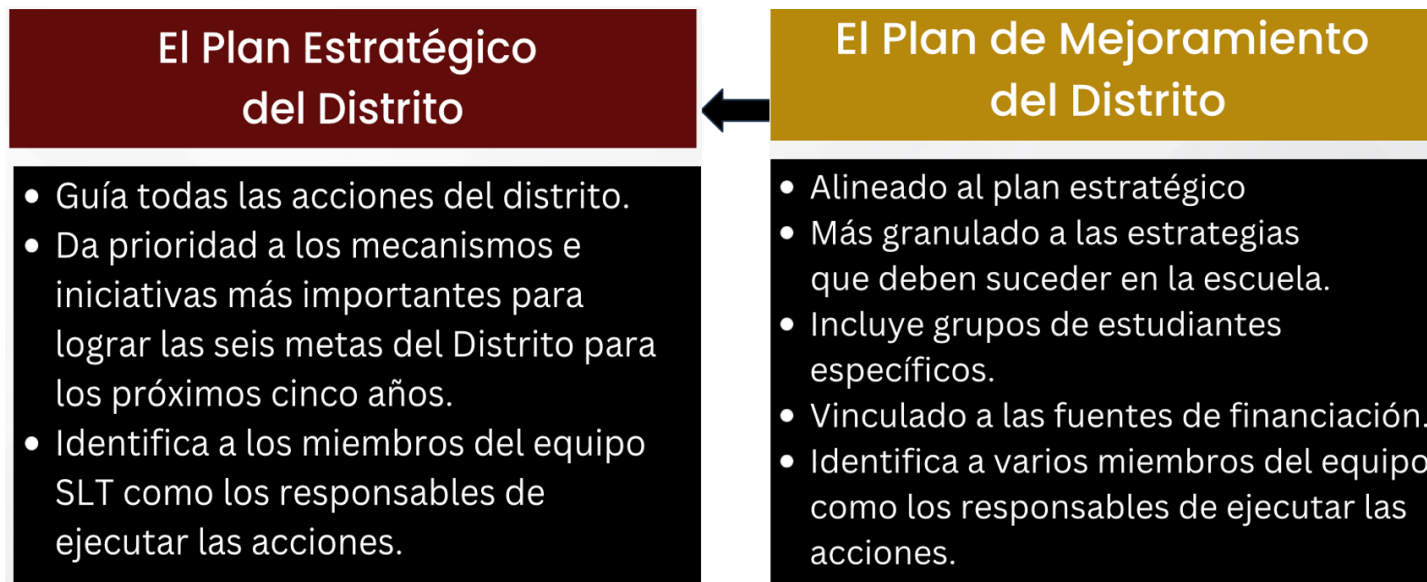 El Plan Estratégico
del Distrito
• Guía todas las acciones del distrito.
• Da prioridad a los mecanismos e
iniciativas más importantes para
lograr las seis metas del Distrito para
los próximos cinco años.
• Identifica a los miembros del equipo
SLT como los responsables de
ejecutar las acciones.
El Plan de Mejoramiento
del Distrito
• Alineado al plan estratégico
• Más granulado a las estrategias
que deben suceder en la escuela.
• Incluye grupos de estudiantes
específicos.
• Vinculado a las fuentes de financiación.
• Identifica a varios miembros del equipo
como los responsables de ejecutar las
acciones.